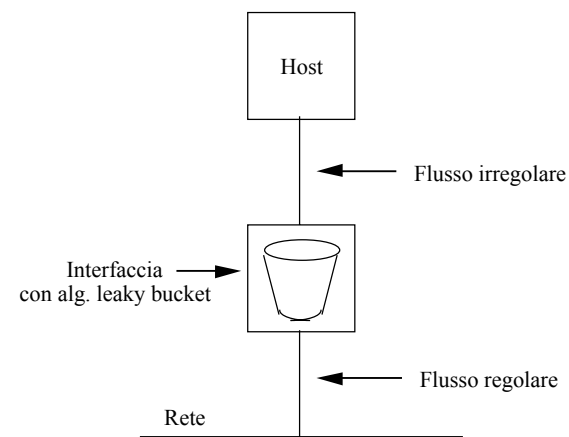 Host
Flusso irregolare
Interfaccia
con alg. leaky bucket
Flusso regolare
Rete